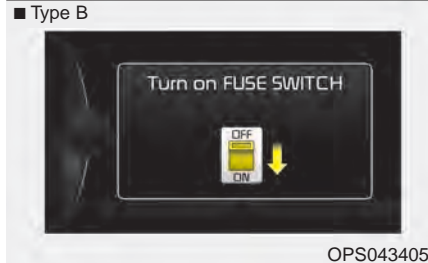 ■ Type B
Turn on FUSE SWITCH
OFF
ON
OPS043405